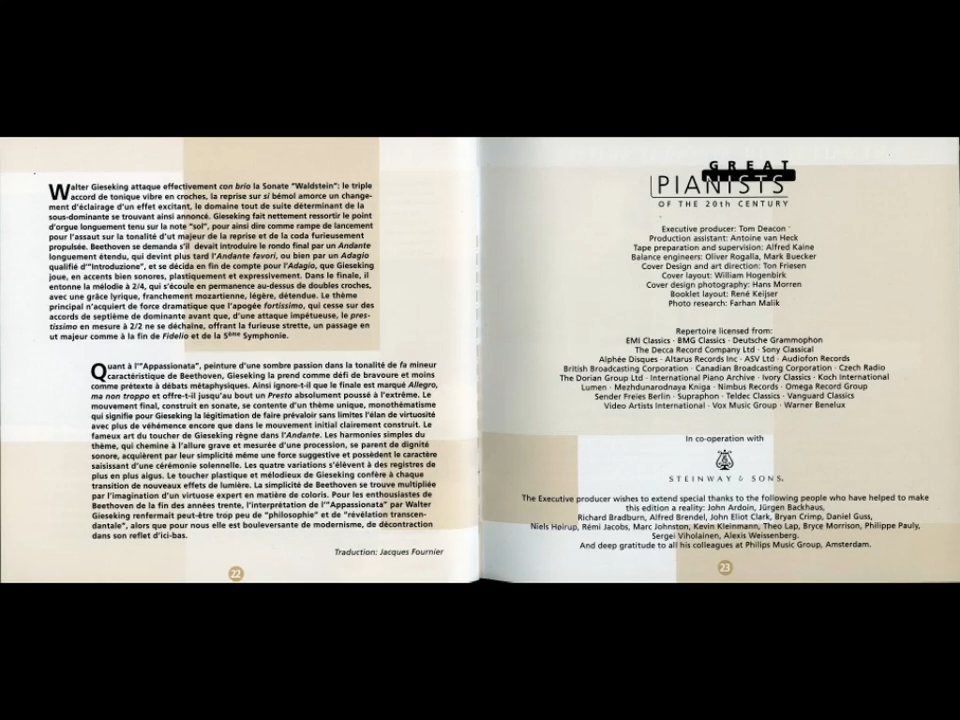 Walter Gieseking attaque effectivement con brio la Sonate "Waldstein": le triple
accord de tonique vibre en croches, la reprise sur si bémol amorce un change-
ment d'éclairage d'un effet excitant, le domaine tout de suite déterminant de la
sous-dominante se trouvant ainsi annoncé. Gieseking fait nettement ressortir le point
d'orgue longuement tenu sur la note "sol", pour ainsi dire comme rampe de lancement
pour l'assaut sur la tonalité d'ut majeur de la reprise et de la coda furieusement
propulsée. Beethoven se demanda s'il devait introduire le rondo final par un Andante
longuement étendu, qui devint plus tard l'Andante favori, ou bien par un Adagio
qualifié d'"Introduzione", et se décida en fin de compte pour l'Adagio, que Gieseking
joue, en accents bien sonores, plastiquement et expressivement. Dans le finale, il
entonne la mélodie à 2/4, qui s'écoule en permanence au-dessus de doubles croches,
avec une grâce lyrique, franchement mozartienne, légère, détendue. Le thème
principal n'acquiert de force dramatique que l'apogée fortissimo, qui cesse sur des
accords de septième de dominante avant que, d'une attaque impétueuse, le pres-
tissimo en mesure à 2/2 ne se déchaîne, offrant la furieuse strette, un passage en
ut majeur comme à la fin de Fidelio et de la 5ème Symphonie.
Quant à l'"Appassionata", peinture d'une sombre passion dans la tonalité de fa mineur
caractéristique de Beethoven, Gieseking la prend comme défi de bravoure et moins
comme prétexte à débats métaphysiques. Ainsi ignore-t-il que le finale est marqué Allegro,
ma non troppo et offre-t-il jusqu'au bout un Presto absolument poussé à l'extrême. Le
mouvement final, construit en sonate, se contente d'un thème unique, monothématisme
qui signifie pour Gieseking la légitimation de faire prévaloir sans limites l'élan de virtuosité
avec plus de véhémence encore que dans le mouvement initial clairement construit. Le
fameux art du toucher de Gieseking règne dans l'Andante. Les harmonies simples du
thème, qui chemine à l'allure grave et mesurée d'une procession, se parent de dignité
sonore, acquièrent par leur simplicité même une force suggestive et possèdent le caractère
saisissant d'une cérémonie solennelle. Les quatre variations s'élèvent à des registres de
plus en plus aigus. Le toucher plastique et mélodieux de Gieseking confère à chaque
transition de nouveaux effets de lumière. La simplicité de Beethoven se trouve multipliée
par l'imagination d'un virtuose expert en matière de coloris. Pour les enthousiastes de
Beethoven de la fin des années trente, l'interprétation de l'"Appassionata" par Walter
Gieseking renfermait peut-être trop peu de "philosophie" et de "révélation transcen-
dantale", alors que pour nous elle est bouleversante de modernisme, de décontraction
dans son reflet d'ici-bas.
Traduction: Jacques Fournier
22
GREAT
PIANISTS
OF THE 20th CENTURY
Executive producer: Tom Deacon
Production assistant: Antoine van Heck
Tape preparation and supervision: Alfred Kaine
Balance engineers: Oliver Rogalla, Mark Buecker
Cover Design and art direction: Ton Friesen
Cover layout: William Hogenbirk
Cover design photography: Hans Morren
Booklet layout: René Keijser
Photo research: Farhan Malik
Repertoire licensed from:
EMI Classics · BMG Classics · Deutsche Grammophon
The Decca Record Company Ltd · Sony Classical
Alphée Disques · Altarus Records Inc · ASV Ltd · Audiofon Records
British Broadcasting Corporation · Canadian Broadcasting Corporation · Czech Radio
The Dorian Group Ltd · International Piano Archive · Ivory Classics · Koch International
Lumen · Mezhdunarodnaya Kniga · Nimbus Records · Omega Record Group
Sender Freies Berlin · Supraphon · Teldec Classics · Vanguard Classics
Video Artists International · Vox Music Group · Warner Benelux
In co-operation with
STEINWAY & SONS.
The Executive producer wishes to extend special thanks to the following people who have helped to make
this edition a reality: John Ardoin, Jürgen Backhaus,
Richard Bradburn, Alfred Brendel, John Eliot Clark, Bryan Crimp, Daniel Guss,
Niels Høirup, Rémi Jacobs, Marc Johnston, Kevin Kleinmann, Theo Lap, Bryce Morrison, Philippe Pauly,
Sergei Viholainen, Alexis Weissenberg.
And deep gratitude to all his colleagues at Philips Music Group, Amsterdam.
23